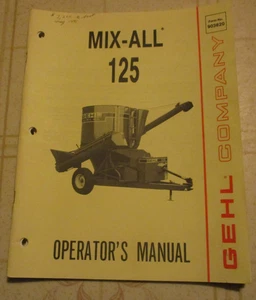 MIX-ALL
125
OPERATOR'S MANUAL
GEHL COMPANY